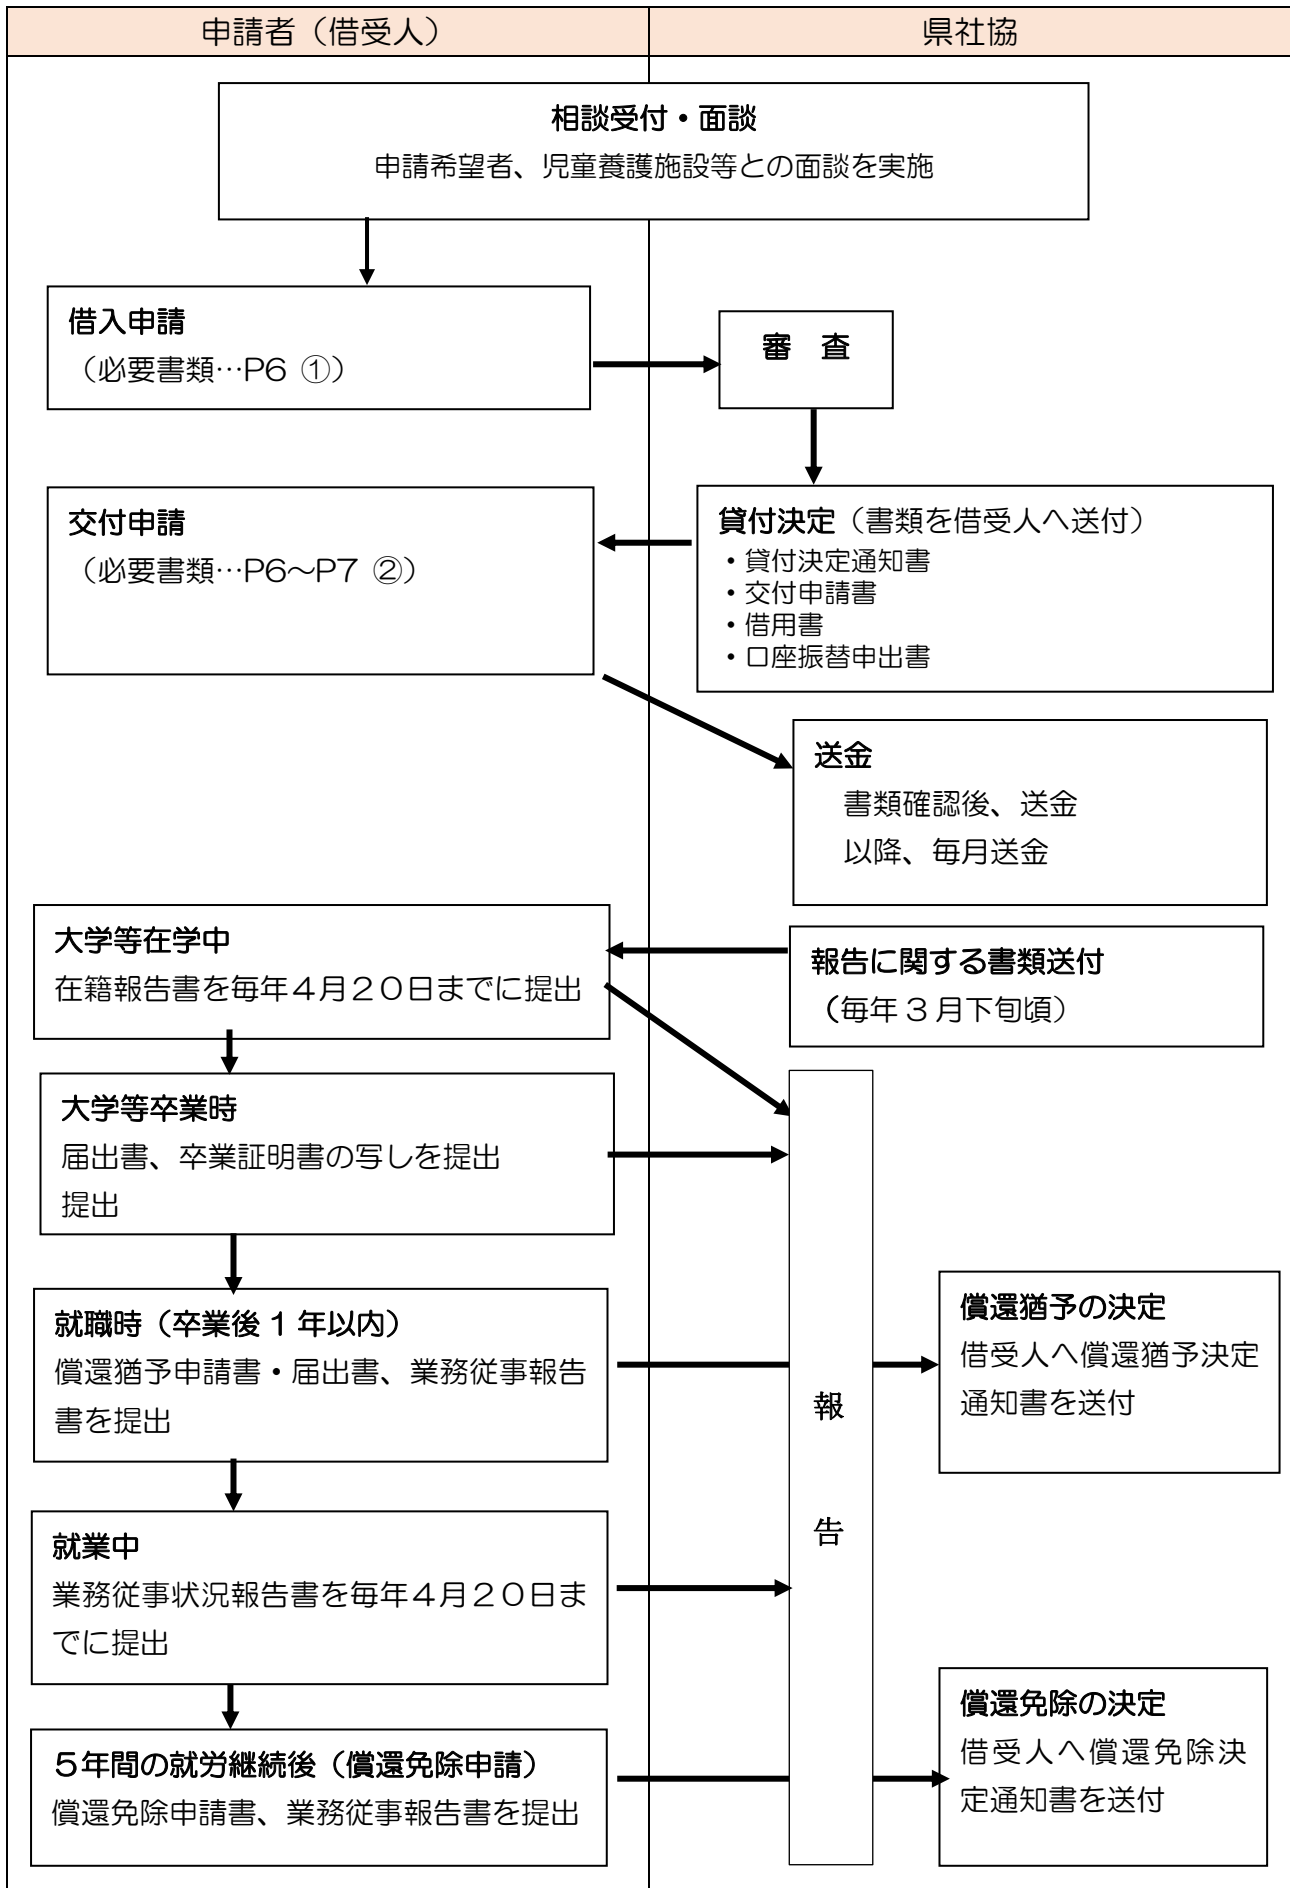 申請者（借受人）
県社協
相談受付・面談
申請希望者、児童養護施設等との面談を実施
借入申請
（必要書類…P6 ①）
審　査
交付申請
（必要書類…P6～P7 ②）
貸付決定（書類を借受人へ送付）
・貸付決定通知書
・交付申請書
・借用書
・口座振替申出書
送金
書類確認後、送金
以降、毎月送金
大学等在学中
在籍報告書を毎年４月２０日までに提出
報告に関する書類送付
（毎年３月下旬頃）
大学等卒業時
届出書、卒業証明書の写しを提出
提出
就職時（卒業後１年以内）
償還猶予申請書・届出書、業務従事報告
書を提出
償還猶予の決定
借受人へ償還猶予決定
通知書を送付
報
告
就業中
業務従事状況報告書を毎年４月２０日ま
でに提出
５年間の就労継続後（償還免除申請）
償還免除申請書、業務従事報告書を提出
償還免除の決定
借受人へ償還免除決
定通知書を送付